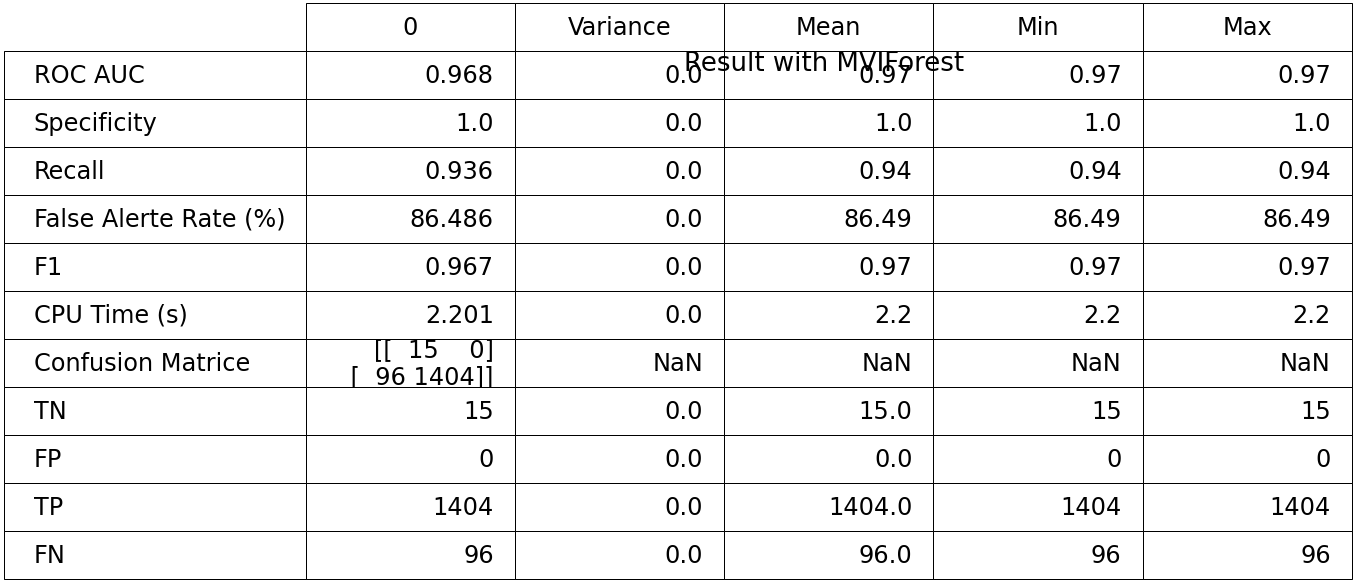 0 Variance Mean Min Max
Result with MVIForest
ROC AUC 0.968 0.0 0.97 0.97 0.97
Specificity 1.0 0.0 1.0 1.0 1.0
Recall 0.936 0.0 0.94 0.94 0.94
False Alerte Rate (%) 86.486 0.0 86.49 86.49 86.49
F1 0.967 0.0 0.97 0.97 0.97
CPU Time (s) 2.201 0.0 2.2 2.2 2.2
Confusion Matrice [[ 15 0]
[ 96 1404]] NaN NaN NaN NaN
TN 15 0.0 15.0 15 15
FP 0 0.0 0.0 0 0
TP 1404 0.0 1404.0 1404 1404
FN 96 0.0 96.0 96 96